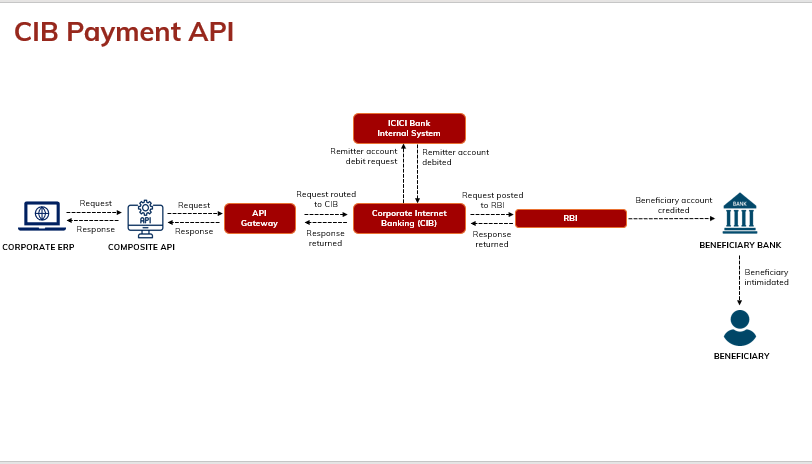 CIB Payment API
ICICI Bank
Internal System
Remitter account
debit request
Remitter account
debited
Request
Response
CORPORATE ERP
API
COMPOSITE API
Request
Response
API
Gateway
Request routed
to CIB
Response
returned
Corporate Internet
Banking (CIB)
Request posted
to RBI
Response
returned
RBI
Beneficiary account
credited
BANK
BENEFICIARY BANK
Beneficiary
intimidated
BENEFICIARY